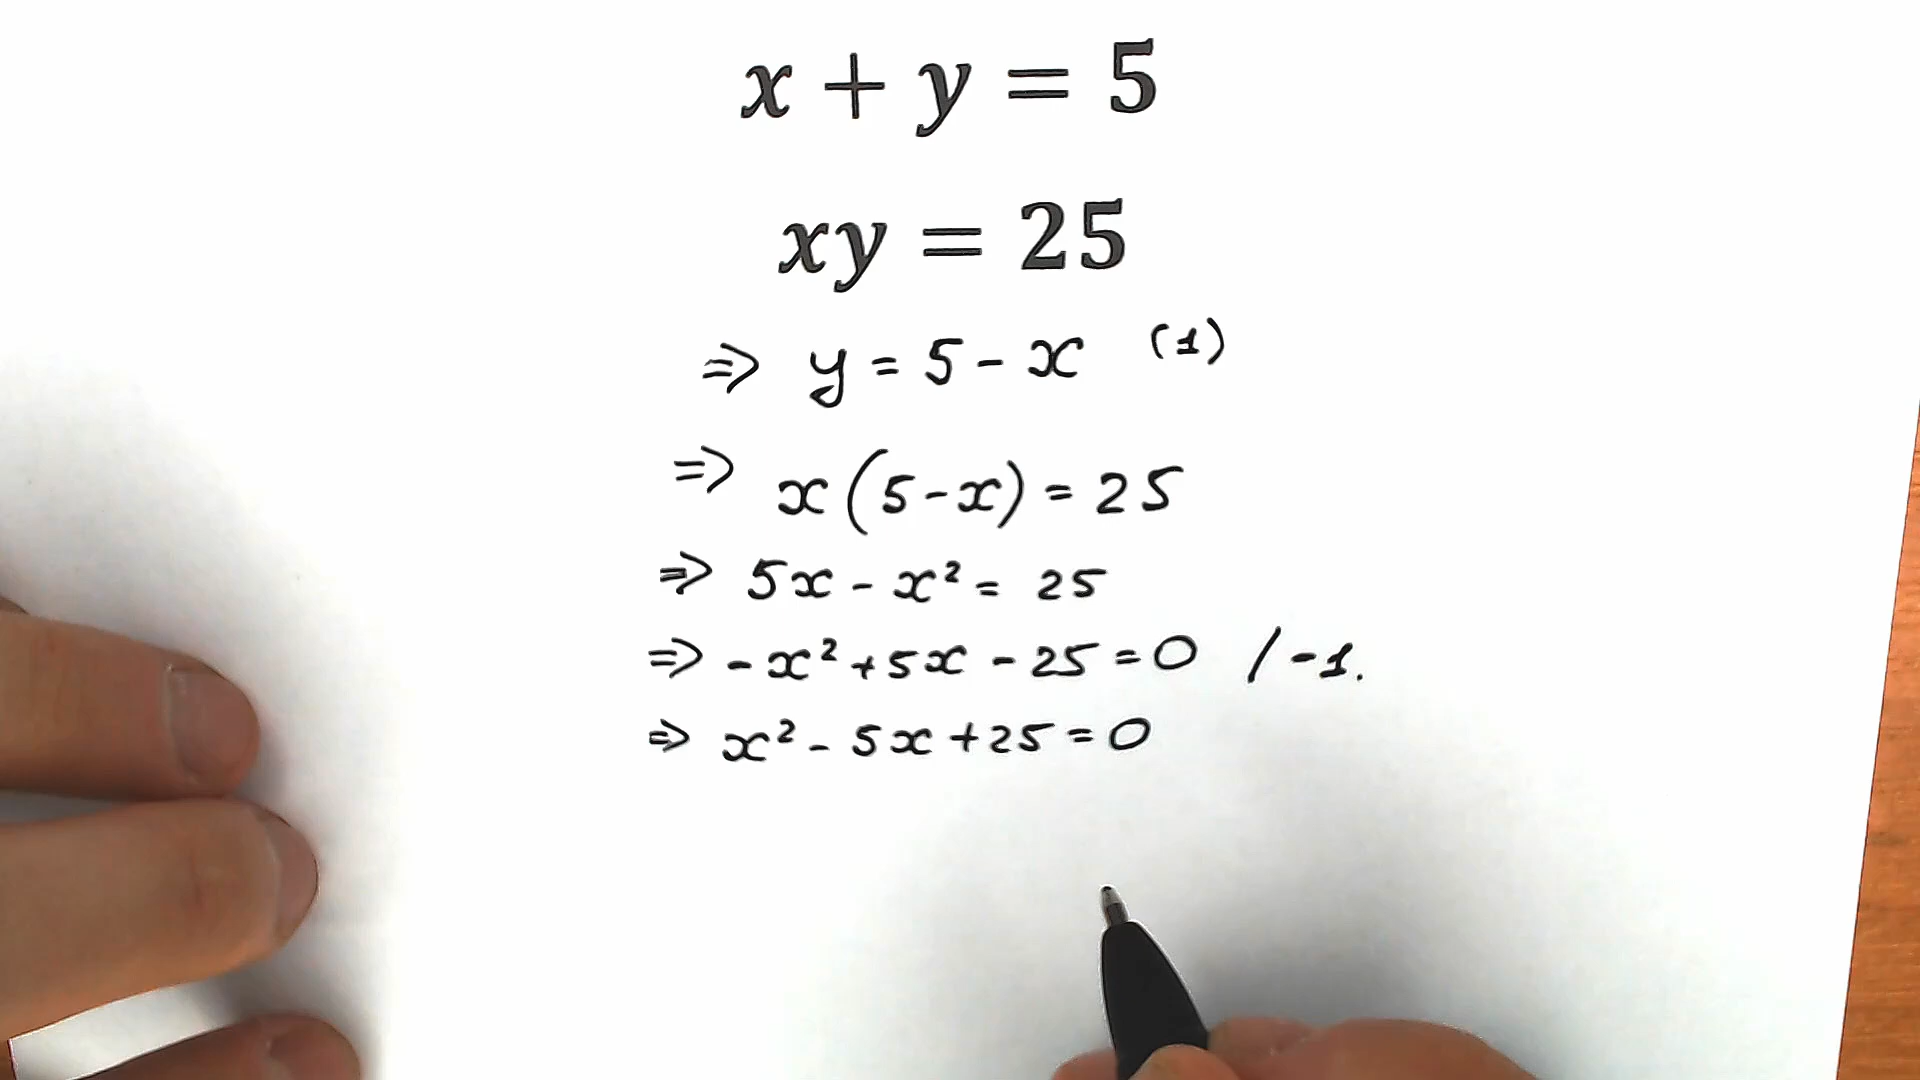 x + y = 5
xy = 25
=> y = 5 - x (1)
=> x(5-x) = 25
=> 5x - x² = 25
=> -x² + 5x - 25 = 0 / -1.
=> x² - 5x + 25 = 0